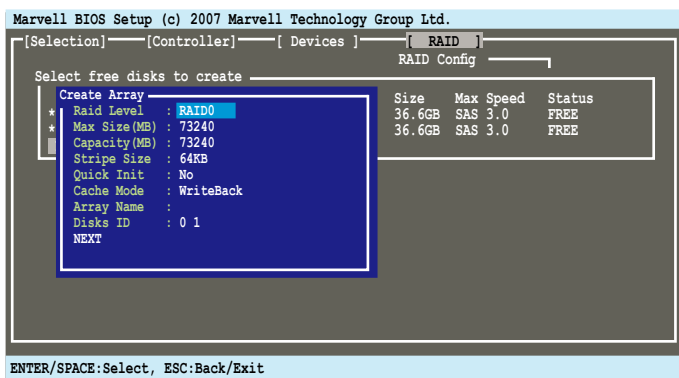 Marvell BIOS Setup (c) 2007 Marvell Technology Group Ltd.
[Selection] [Controller] [ Devices ] [ RAID ]
RAID Config
Select free disks to create
Size Max Speed Status
* 36.6GB SAS 3.0 FREE
* 36.6GB SAS 3.0 FREE
Create Array
Raid Level : RAID0
Max Size(MB) : 73240
Capacity(MB) : 73240
Stripe Size : 64KB
Quick Init : No
Cache Mode : WriteBack
Array Name :
Disks ID : 0 1
NEXT
ENTER/SPACE:Select, ESC:Back/Exit